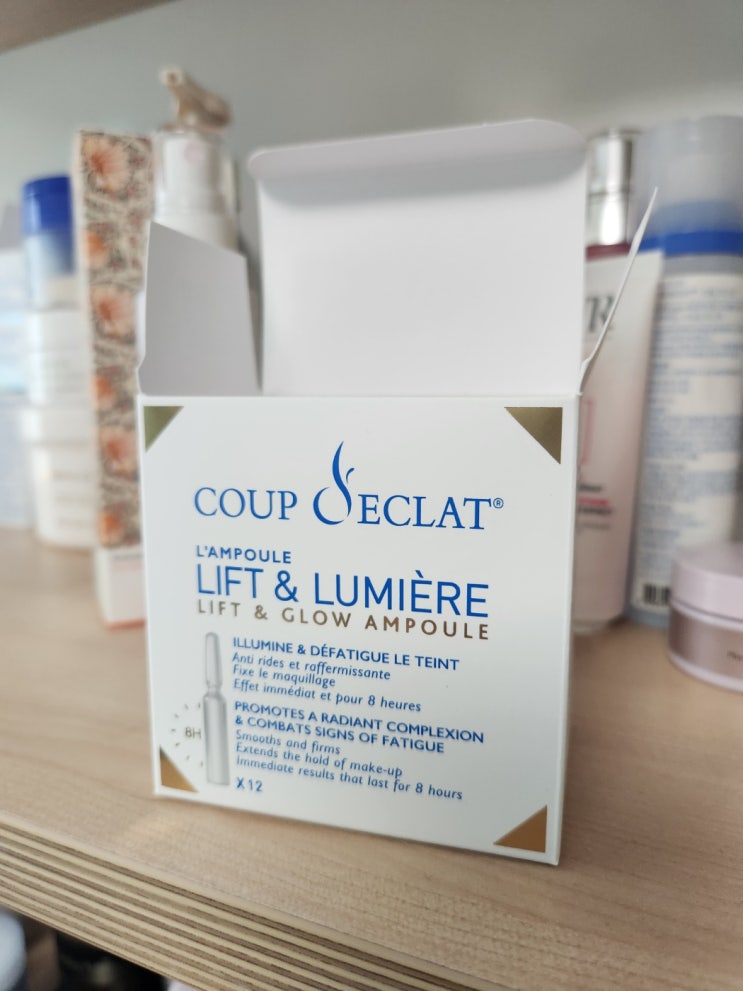 COUP D'ECLAT®
L'AMPOULE
LIFT & LUMIÈRE
LIFT & GLOW AMPOULE
ILLUMINE & DÉFATIGUE LE TEINT
Anti rides et raffermissante
Fixe le maquillage
Effet immédiat et pour 8 heures
PROMOTES A RADIANT COMPLEXION
& COMBATS SIGNS OF FATIGUE
Smooths and firms
Extends the hold of make-up
Immediate results that last for 8 hours
8H
X12